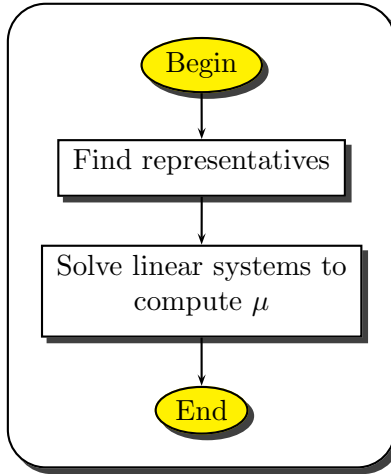 Begin
Find representatives
Solve linear systems to
compute μ
End